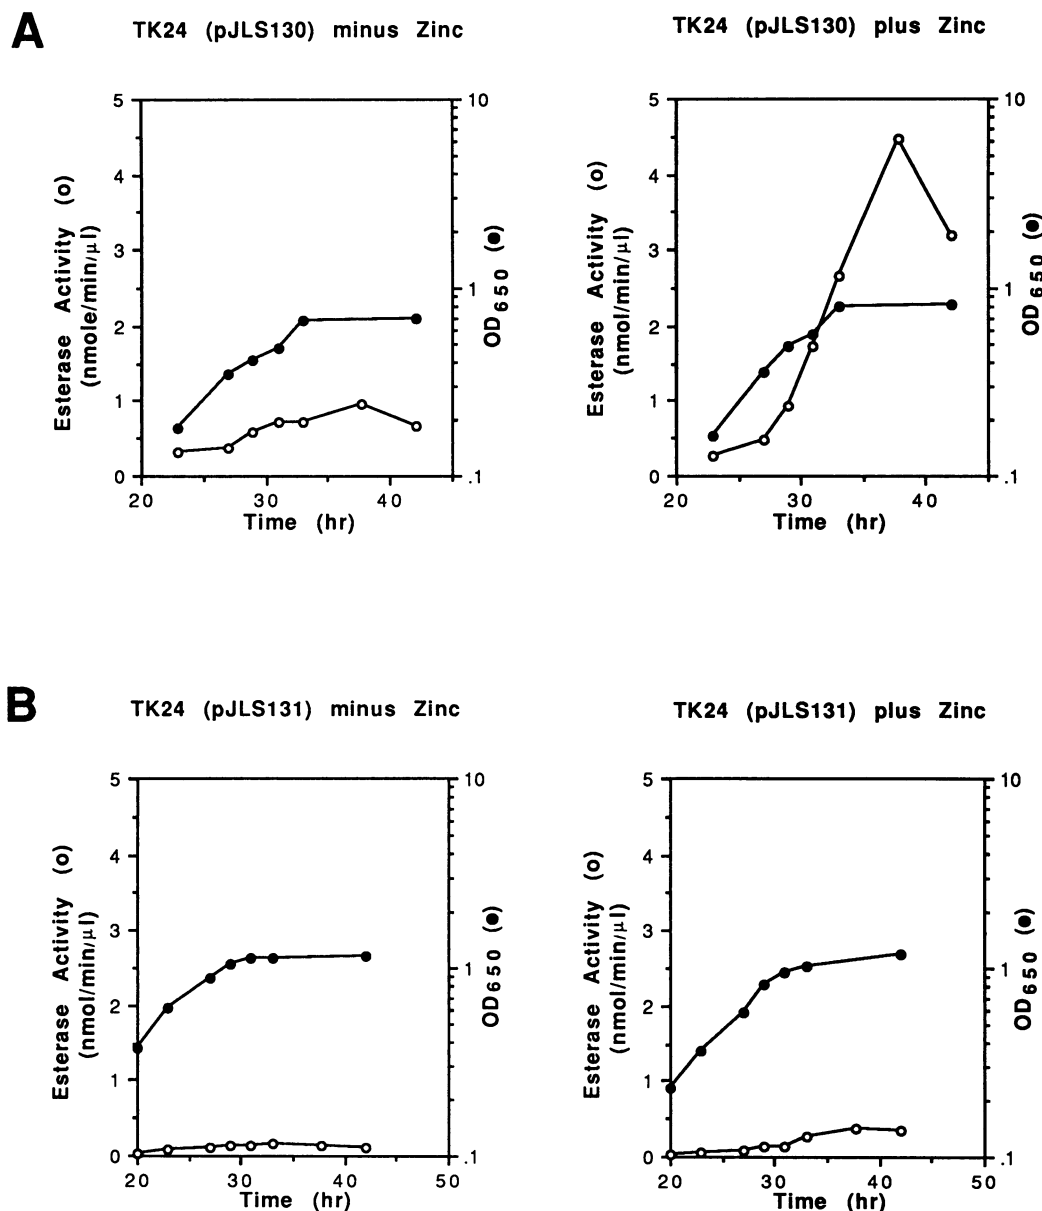 A
TK24 (pJLS130) minus Zinc
5
4
3
2
1
0
Esterase Activity (o)
(nmole/min/µl)
10
1
.1
OD650 (●)
20 30 40
Time (hr)
TK24 (pJLS130) plus Zinc
5
4
3
2
1
0
Esterase Activity (o)
(nmol/min/µl)
10
1
.1
OD650 (●)
20 30 40
Time (hr)
B
TK24 (pJLS131) minus Zinc
5
4
3
2
1
0
Esterase Activity (o)
(nmol/min/µl)
10
1
.1
OD650 (●)
20 30 40 50
Time (hr)
TK24 (pJLS131) plus Zinc
5
4
3
2
1
0
Esterase Activity (o)
(nmol/min/µl)
10
1
.1
OD650 (●)
20 30 40 50
Time (hr)